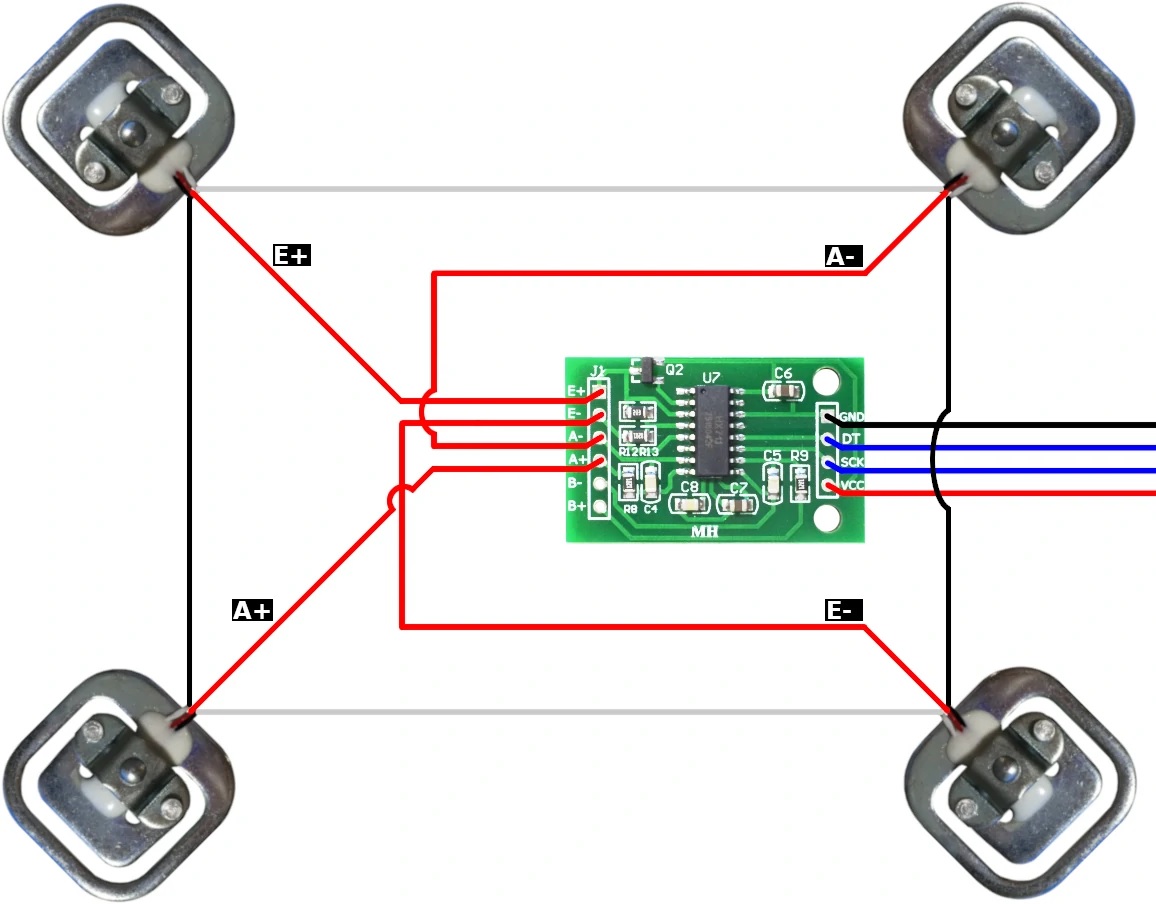 E+
A-
J1
Q2
U7
C6
E+
E-
A-
A+
B-
B+
R12
R13
GND
DT
SCK
VCC
C5
R9
C8
C7
R8
C4
MH
A+
E-